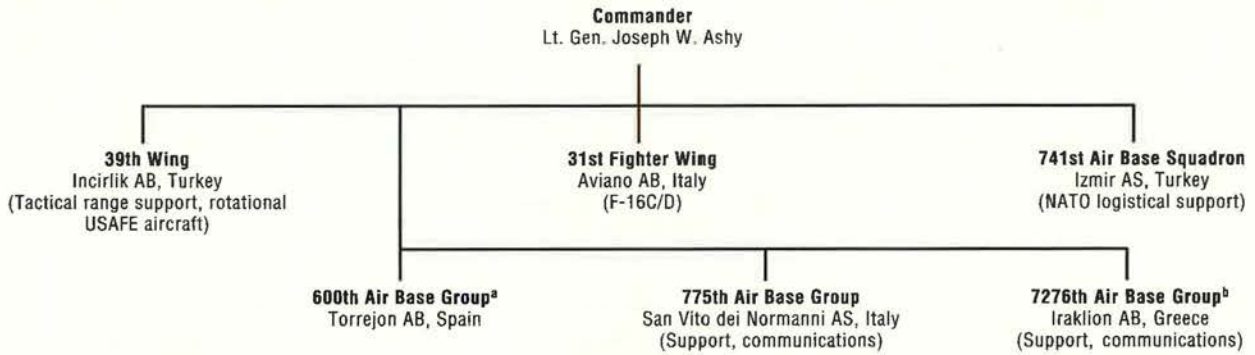 Commander
Lt. Gen. Joseph W. Ashy
39th Wing
Incirlik AB, Turkey
(Tactical range support, rotational
USAFE aircraft)
31st Fighter Wing
Aviano AB, Italy
(F-16C/D)
741st Air Base Squadron
Izmir AS, Turkey
(NATO logistical support)
600th Air Base Groupᵃ
Torrejon AB, Spain
775th Air Base Group
San Vito dei Normanni AS, Italy
(Support, communications)
7276th Air Base Groupᵇ
Iraklion AB, Greece
(Support, communications)